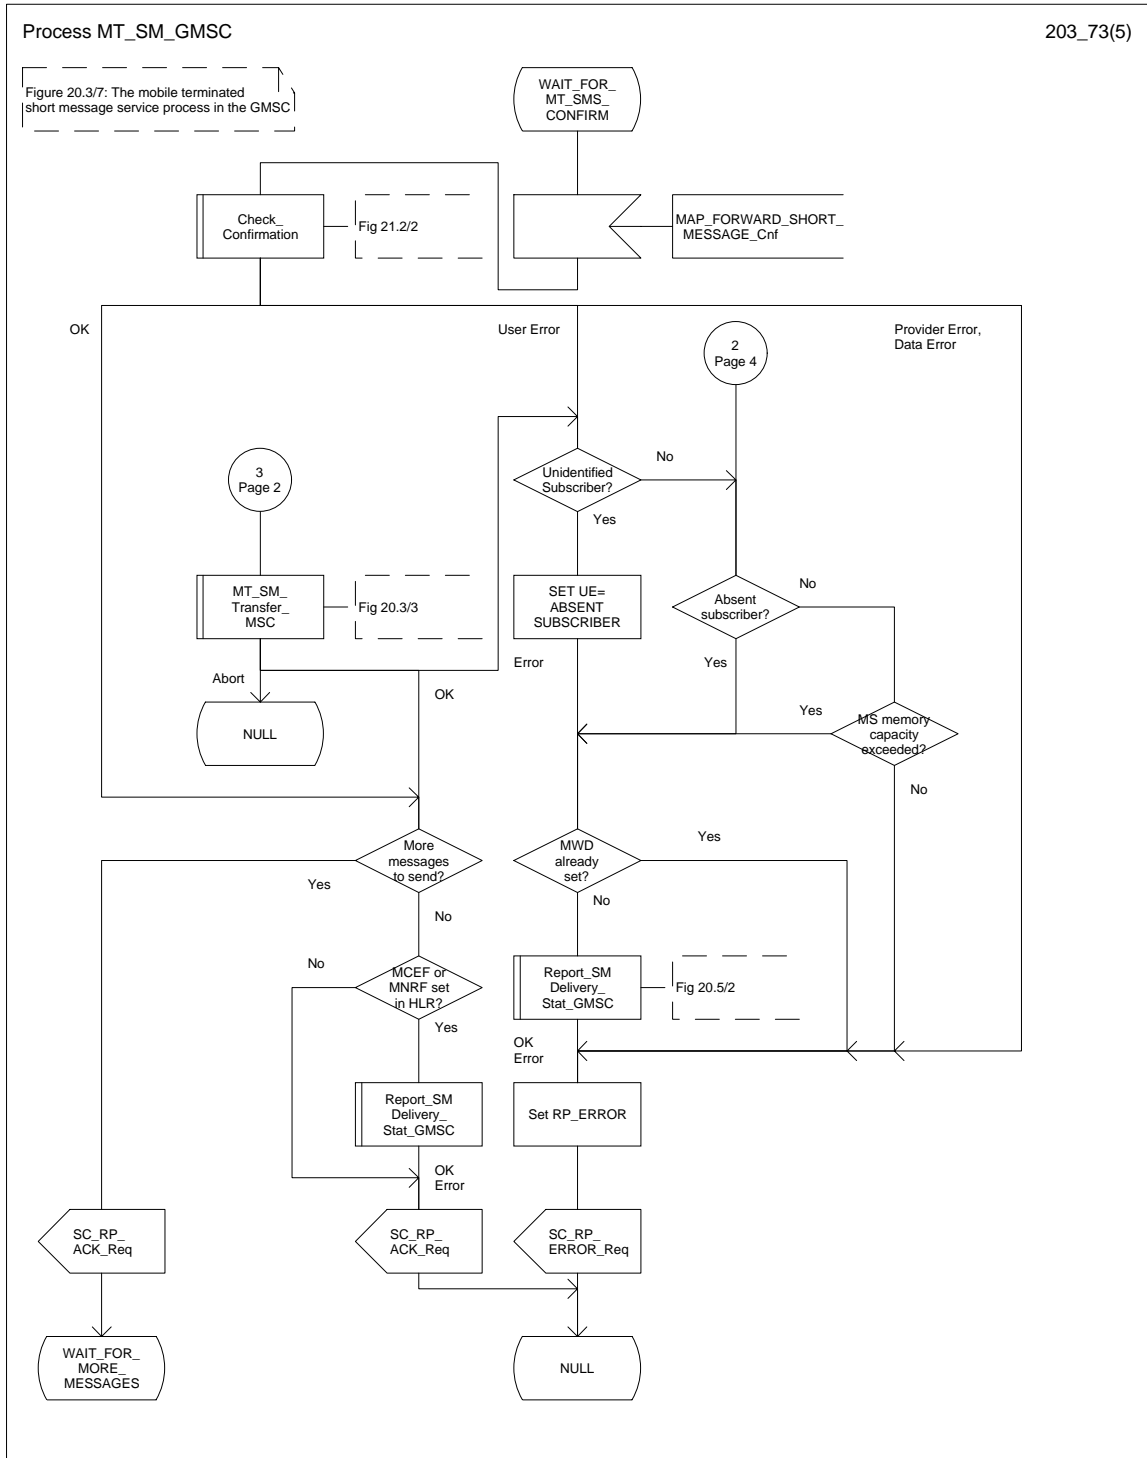 Process MT_SM_GMSC
203_73(5)
Figure 20.3/7: The mobile terminated
short message service process in the GMSC
WAIT_FOR_
MT_SMS_
CONFIRM
Check_
Confirmation
Fig 21.2/2
MAP_FORWARD_SHORT_
MESSAGE_Cnf
OK
User Error
Provider Error,
Data Error
2
Page 4
3
Page 2
Unidentified
Subscriber?
No
Yes
MT_SM_
Transfer_
MSC
Fig 20.3/3
SET UE=
ABSENT
SUBSCRIBER
Absent
subscriber?
No
Yes
Error
Abort
OK
NULL
Yes
MS memory
capacity
exceeded?
No
More
messages
to send?
Yes
No
MWD
already
set?
Yes
No
No
MCEF or
MNRF set
in HLR?
Yes
Report_SM
Delivery_
Stat_GMSC
Fig 20.5/2
OK
Error
Report_SM
Delivery_
Stat_GMSC
Set RP_ERROR
OK
Error
SC_RP_
ACK_Req
SC_RP_
ACK_Req
SC_RP_
ERROR_Req
WAIT_FOR_
MORE_
MESSAGES
NULL